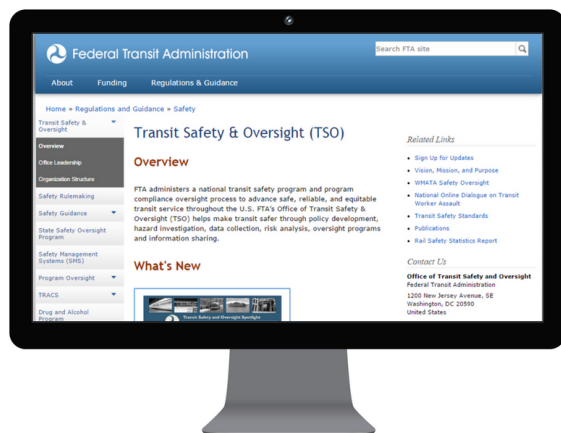 Federal Transit Administration
Search FTA site
About Funding Regulations & Guidance
Home » Regulations and Guidance » Safety
Transit Safety &
Oversight
Overview
Office Leadership
Organization Structure
Safety Rulemaking
Safety Guidance
State Safety Oversight
Program
Safety Management
Systems (SMS)
Program Oversight
TRACS
Drug and Alcohol
Program
Transit Safety & Oversight (TSO)
Overview
FTA administers a national transit safety program and program
compliance oversight process to advance safe, reliable, and equitable
transit service throughout the U.S. FTA's Office of Transit Safety &
Oversight (TSO) helps make transit safer through policy development,
hazard investigation, data collection, risk analysis, oversight programs
and information sharing.
What's New
Transit Safety and Oversight Spotlight
Related Links
Sign Up for Updates
Vision, Mission, and Purpose
WMATA Safety Oversight
National Online Dialogue on Transit
Worker Assault
Transit Safety Standards
Publications
Rail Safety Statistics Report
Contact Us
Office of Transit Safety and Oversight
Federal Transit Administration
1200 New Jersey Avenue, SE
Washington, DC 20590
United States